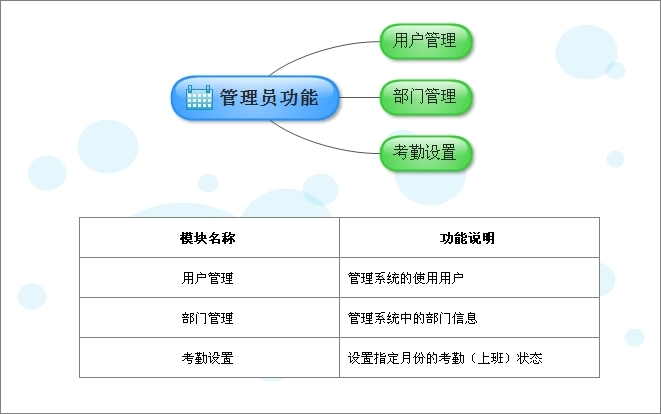 用户管理
管理员功能
部门管理
考勤设置
模块名称 功能说明
用户管理 管理系统的使用用户
部门管理 管理系统中的部门信息
考勤设置 设置指定月份的考勤（上班）状态